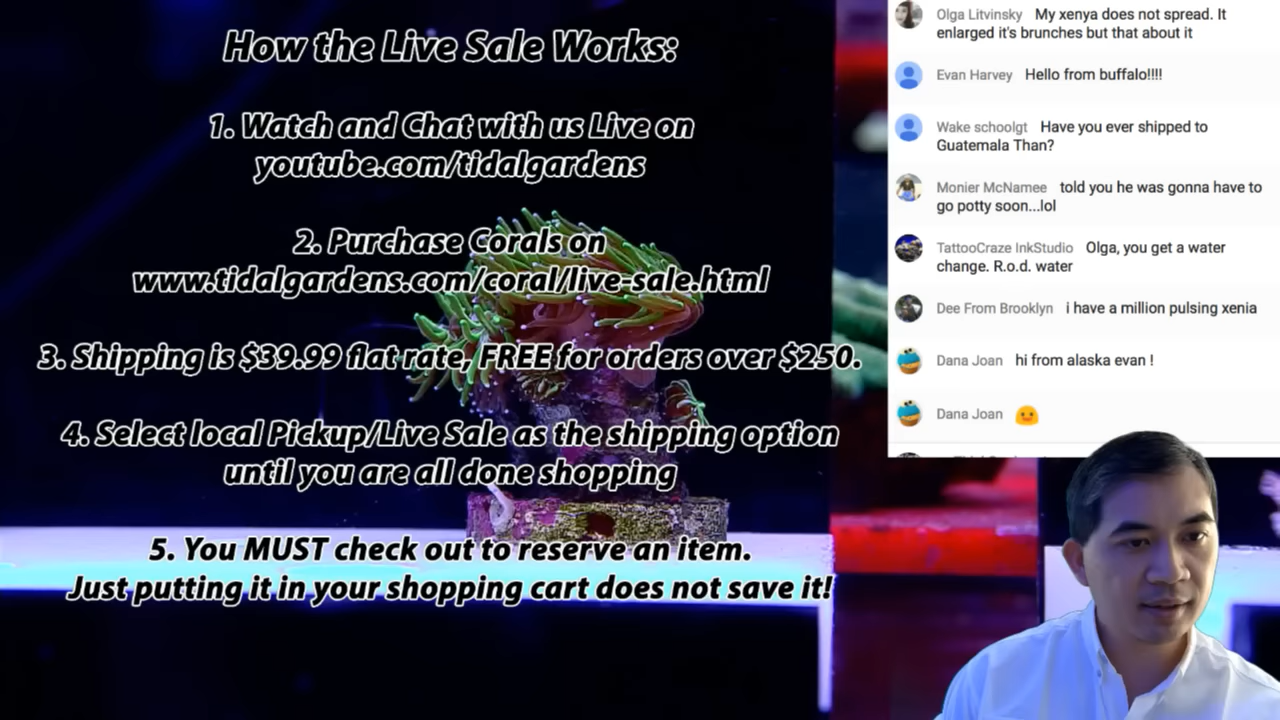 How the Live Sale Works:
1. Watch and Chat with us Live on
youtube.com/tidalgardens
2. Purchase Corals on
www.tidalgardens.com/coral/live-sale.html
3. Shipping is $39.99 flat rate, FREE for orders over $250.
4. Select local Pickup/Live Sale as the shipping option
until you are all done shopping
5. You MUST check out to reserve an item.
Just putting it in your shopping cart does not save it!
Olga Litvinsky My xenya does not spread. It
enlarged it's brunches but that about it
Evan Harvey Hello from buffalo!!!!
Wake schoolgt Have you ever shipped to
Guatemala Than?
Monier McNamee told you he was gonna have to
go potty soon...lol
TattooCraze InkStudio Olga, you get a water
change. R.o.d. water
Dee From Brooklyn i have a million pulsing xenia
Dana Joan hi from alaska evan !
Dana Joan